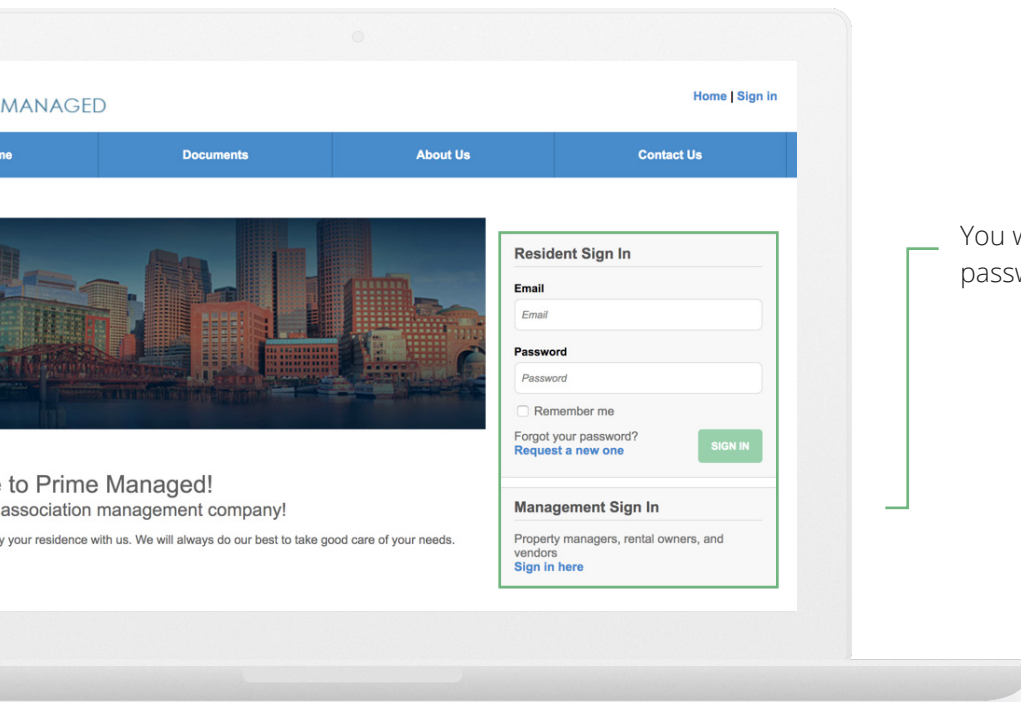 MANAGED
Home | Sign in
me
Documents
About Us
Contact Us
Resident Sign In
Email
Email
Password
Password
Remember me
Forgot your password?
Request a new one
SIGN IN
e to Prime Managed!
association management company!
y your residence with us. We will always do our best to take good care of your needs.
Management Sign In
Property managers, rental owners, and
vendors
Sign in here
You w
passw